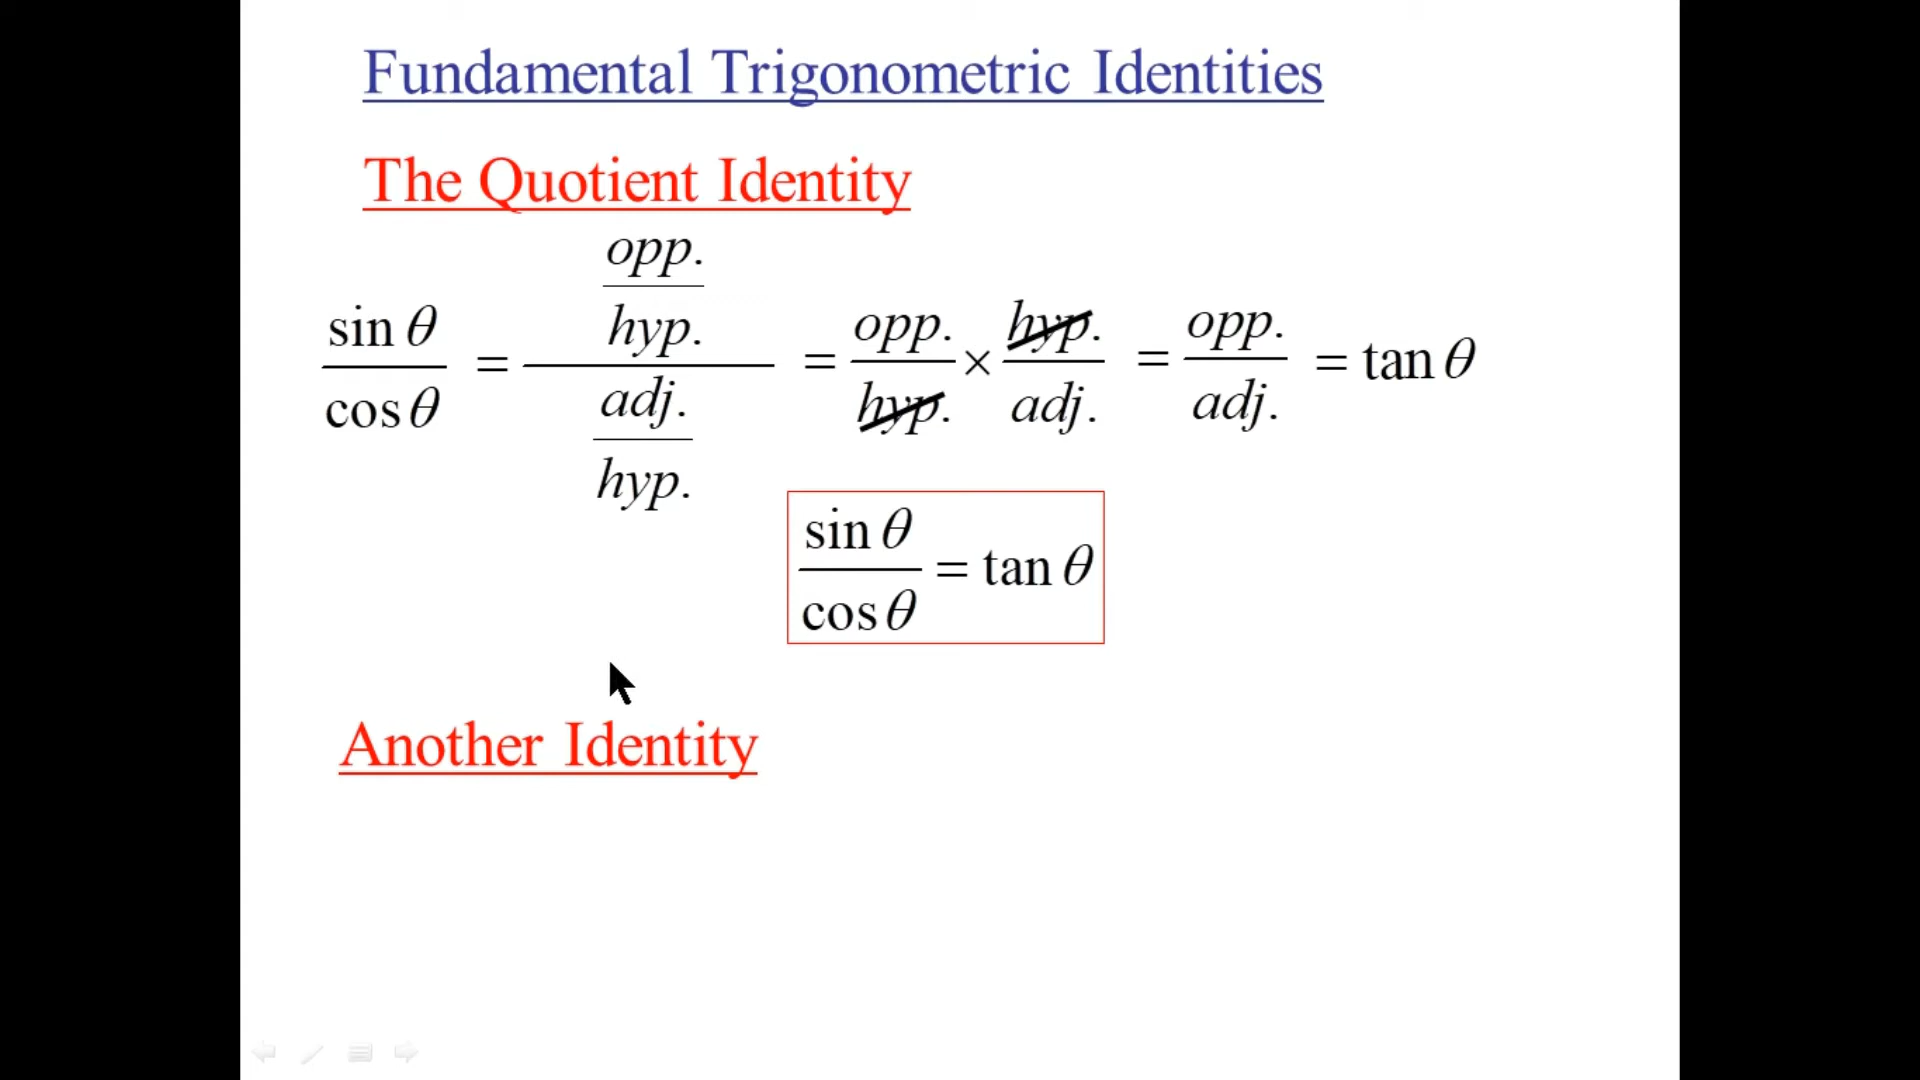 Fundamental Trigonometric Identities
The Quotient Identity
sin θ / cos θ = (opp. / hyp.) / (adj. / hyp.) = opp. / hyp. × hyp. / adj. = opp. / adj. = tan θ
sin θ / cos θ = tan θ
Another Identity